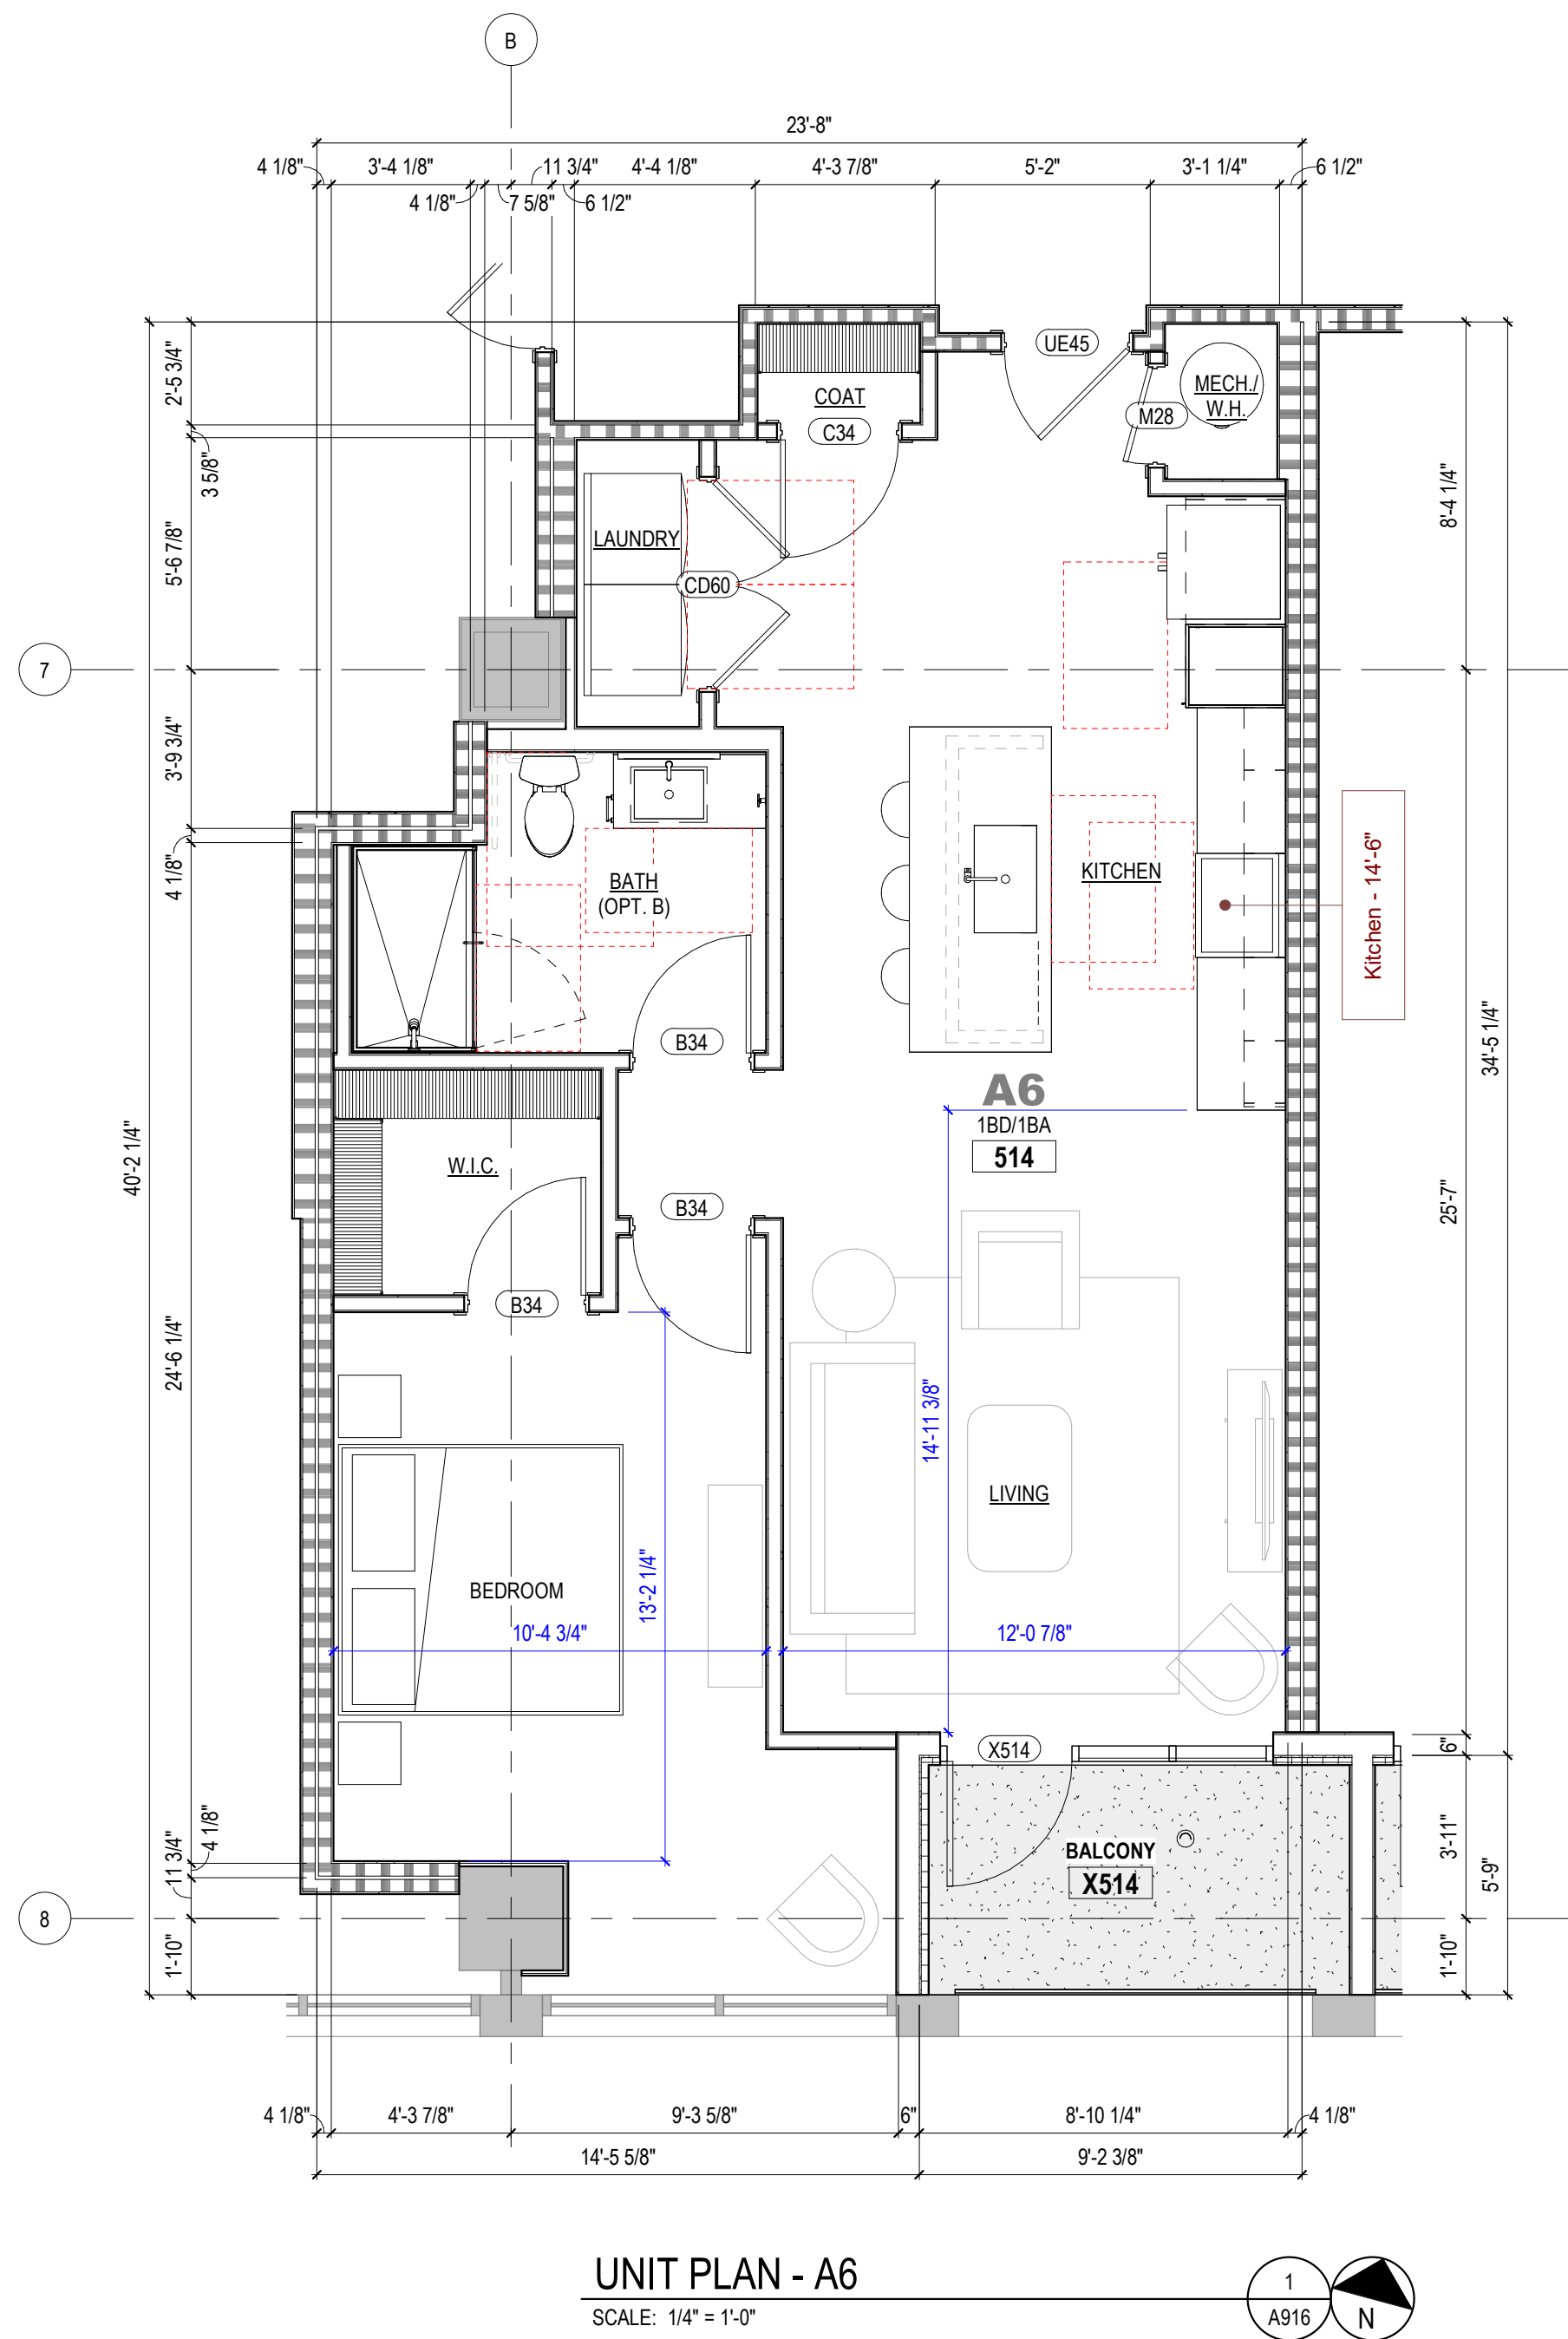 B
23'-8"
4 1/8"
3'-4 1/8"
11 3/4"
4'-4 1/8"
4'-3 7/8"
5'-2"
3'-1 1/4"
6 1/2"
4 1/8"
7 5/8"
6 1/2"
2'-5 3/4"
3 5/8"
5'-6 7/8"
7
3'-9 3/4"
4 1/8"
40'-2 1/4"
24'-6 1/4"
4 1/8"
11 3/4"
8
1'-10"
UE45
COAT
C34
MECH./
W.H.
M28
LAUNDRY
CD60
8'-4 1/4"
BATH
(OPT. B)
KITCHEN
Kitchen - 14'-6"
B34
34'-5 1/4"
A6
1BD/1BA
514
W.I.C.
B34
B34
25'-7"
14'-11 3/8"
LIVING
BEDROOM
13'-2 1/4"
10'-4 3/4"
12'-0 7/8"
X514
6"
BALCONY
X514
3'-11"
5'-9"
1'-10"
4 1/8"
4'-3 7/8"
9'-3 5/8"
6"
8'-10 1/4"
4 1/8"
14'-5 5/8"
9'-2 3/8"
UNIT PLAN - A6
SCALE: 1/4" = 1'-0"
1
A916
N